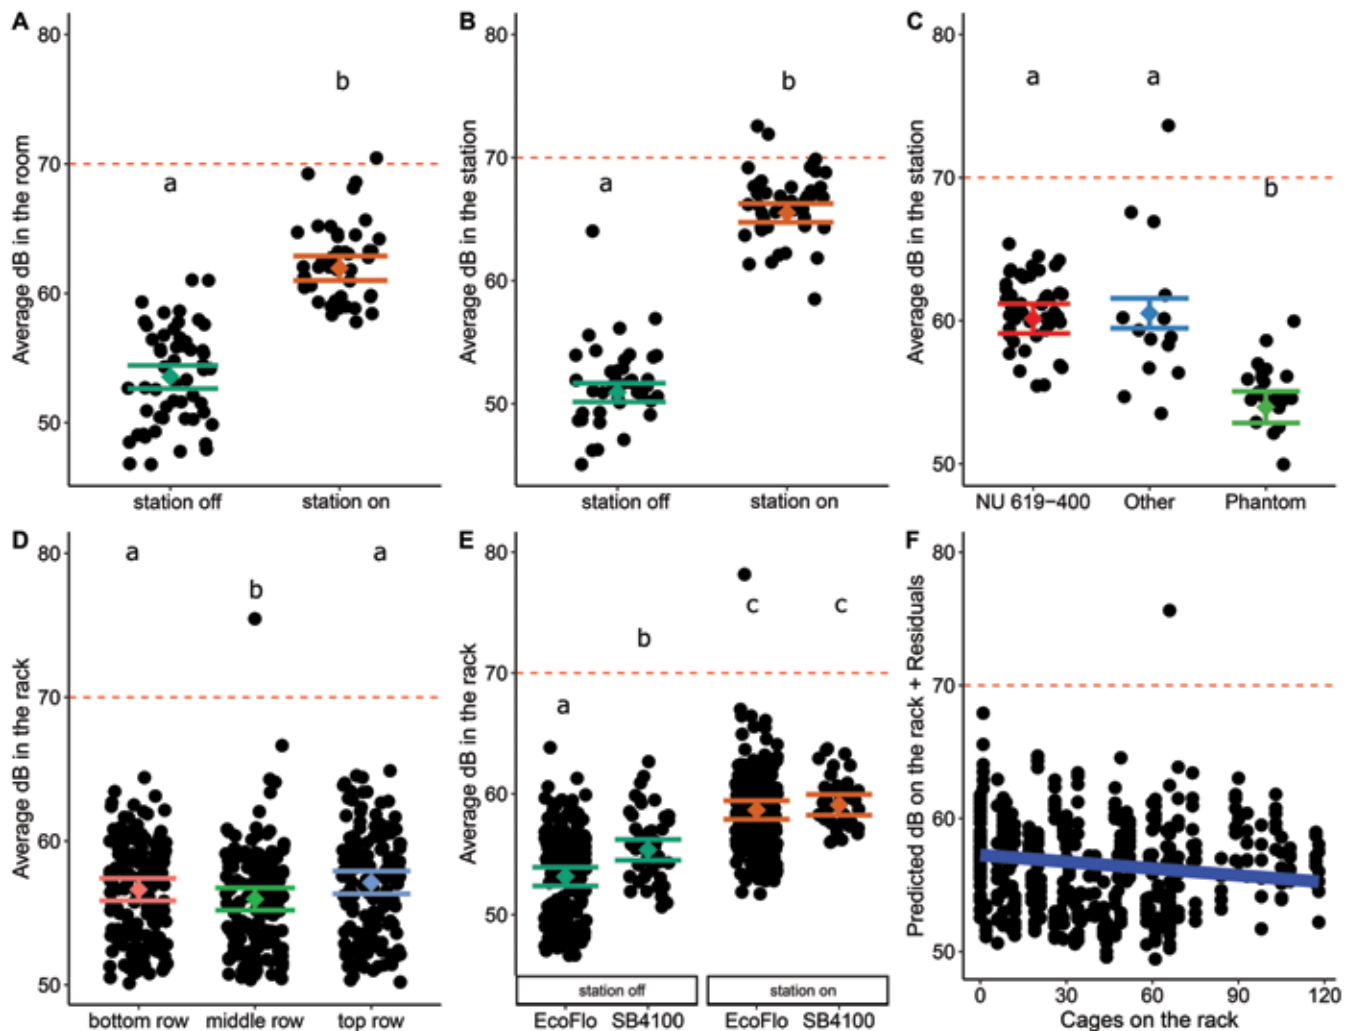 A
80
70
60
50
Average dB in the room
a
b
station off
station on
B
80
70
60
50
Average dB in the station
a
b
station off
station on
C
80
70
60
50
Average dB in the station
a
a
b
NU 619-400
Other
Phantom
D
80
70
60
50
Average dB in the rack
a
b
a
bottom row
middle row
top row
E
80
70
60
50
Average dB in the rack
a
b
c
c
station off
station on
EcoFlo
SB4100
EcoFlo
SB4100
F
80
70
60
50
Predicted dB on the rack + Residuals
0
30
60
90
120
Cages on the rack